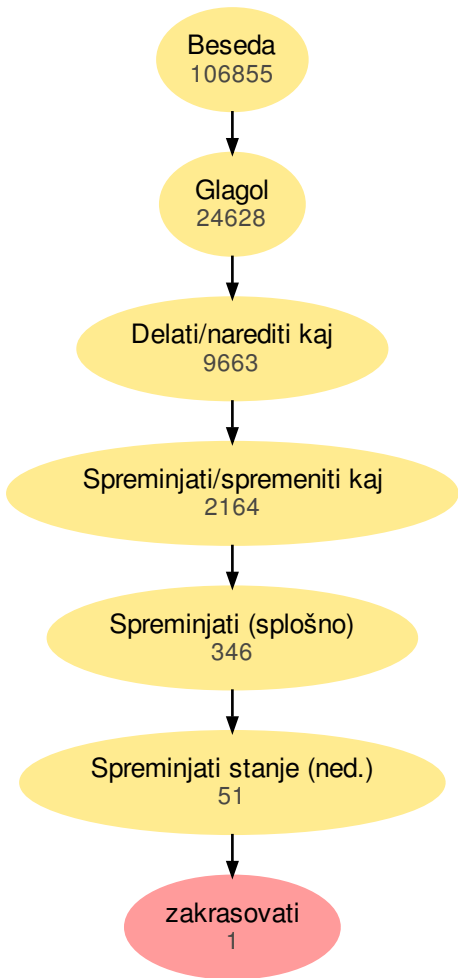 Beseda
106855
Glagol
24628
Delati/narediti kaj
9663
Spreminjati/spremeniti kaj
2164
Spreminjati (splošno)
346
Spreminjati stanje (ned.)
51
zakrasovati
1